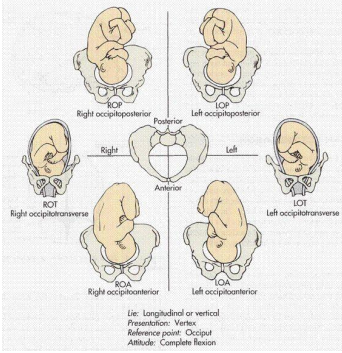 ROP
Right occipitoposterior
LOP
Left occipitoposterior
Posterior
Right
Left
Anterior
ROT
Right occipitotransverse
LOT
Left occipitotransverse
ROA
Right occipitoanterior
LOA
Left occipitoanterior
Lie: Longitudinal or vertical
Presentation: Vertex
Reference point: Occiput
Attitude: Complete flexion